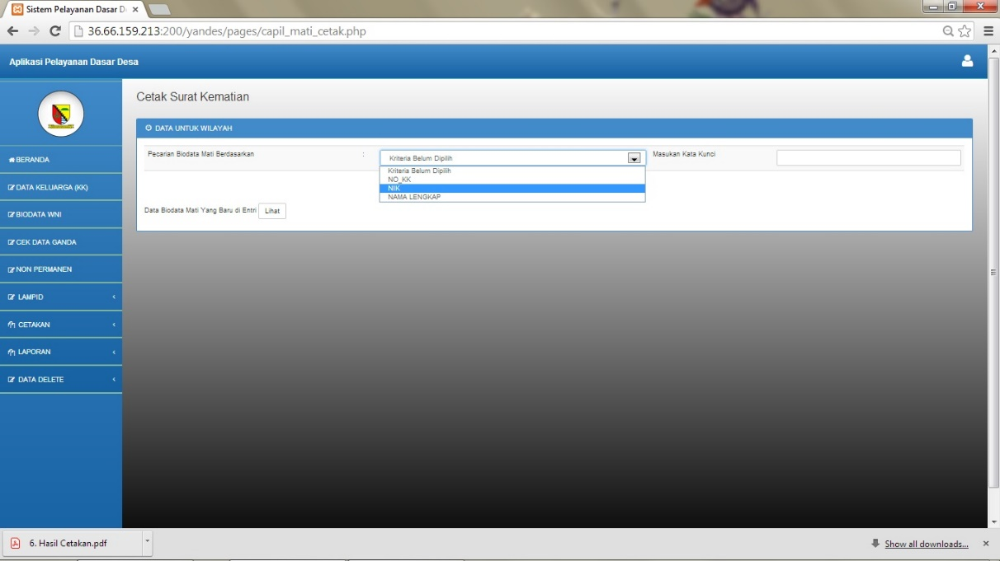 Sistem Pelayanan Dasar D
36.66.159.213:200/yandes/pages/capil_mati_cetak.php
Aplikasi Pelayanan Dasar Desa
Cetak Surat Kematian
DATA UNTUK WILAYAH
Pecarian Biodata Mati Berdasarkan : Kriteria Belum Dipilih Masukan Kata Kunci
Kriteria Belum Dipilih
NO_KK
NIK
NAMA LENGKAP
Data Biodata Mati Yang Baru di Entri Lihat
BERANDA
DATA KELUARGA (KK)
BIODATA WNI
CEK DATA GANDA
NON PERMANEN
LAMPID
CETAKAN
LAPORAN
DATA DELETE
6. Hasil Cetakan.pdf
Show all downloads...